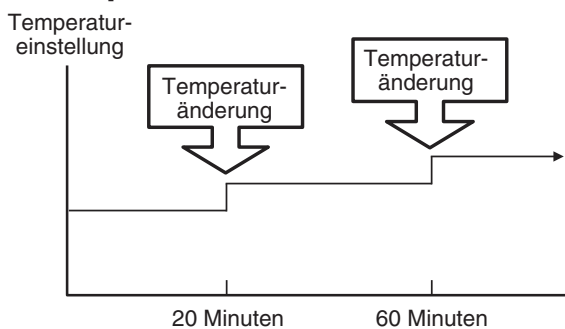 Temperatur-
einstellung
Temperatur-
änderung
Temperatur-
änderung
20 Minuten
60 Minuten